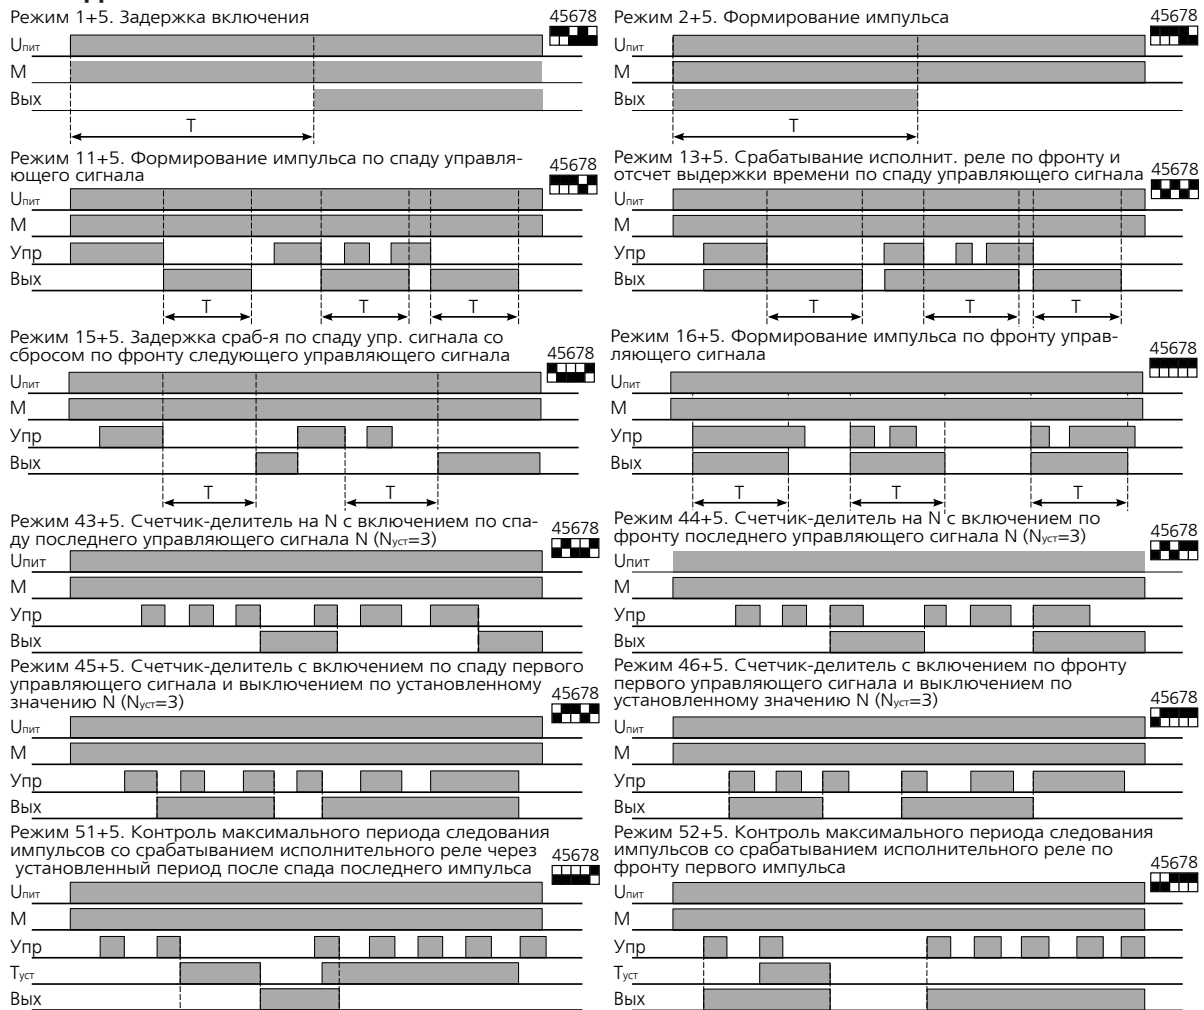 Режим 1+5. Задержка включения
45678
Uпит
М
Вых
Т
Режим 2+5. Формирование импульса
45678
Uпит
М
Вых
Т
Режим 11+5. Формирование импульса по спаду управля-
ющего сигнала
45678
Uпит
М
Упр
Вых
Т
Т
Т
Режим 13+5. Срабатывание исполнит. реле по фронту и
отсчет выдержки времени по спаду управляющего сигнала
45678
Uпит
М
Упр
Вых
Т
Т
Т
Режим 15+5. Задержка сраб-я по спаду упр. сигнала со
сбросом по фронту следующего управляющего сигнала
45678
Uпит
М
Упр
Вых
Т
Т
Режим 16+5. Формирование импульса по фронту управ-
ляющего сигнала
45678
Uпит
М
Упр
Вых
Т
Т
Т
Режим 43+5. Счетчик-делитель на N с включением по спа-
ду последнего управляющего сигнала N (Nуст=3)
45678
Uпит
М
Упр
Вых
Режим 44+5. Счетчик-делитель на N с включением по
фронту последнего управляющего сигнала N (Nуст=3)
45678
Uпит
М
Упр
Вых
Режим 45+5. Счетчик-делитель с включением по спаду первого
управляющего сигнала и выключением по установленному
значению N (Nуст=3)
45678
Uпит
М
Упр
Вых
Режим 46+5. Счетчик-делитель с включением по фронту
первого управляющего сигнала и выключением по
установленному значению N (Nуст=3)
45678
Uпит
М
Упр
Вых
Режим 51+5. Контроль максимального периода следования
импульсов со срабатыванием исполнительного реле через
установленный период после спада последнего импульса
45678
Uпит
М
Упр
Туст
Вых
Режим 52+5. Контроль максимального периода следования
импульсов со срабатыванием исполнительного реле по
фронту первого импульса
45678
Uпит
М
Упр
Туст
Вых